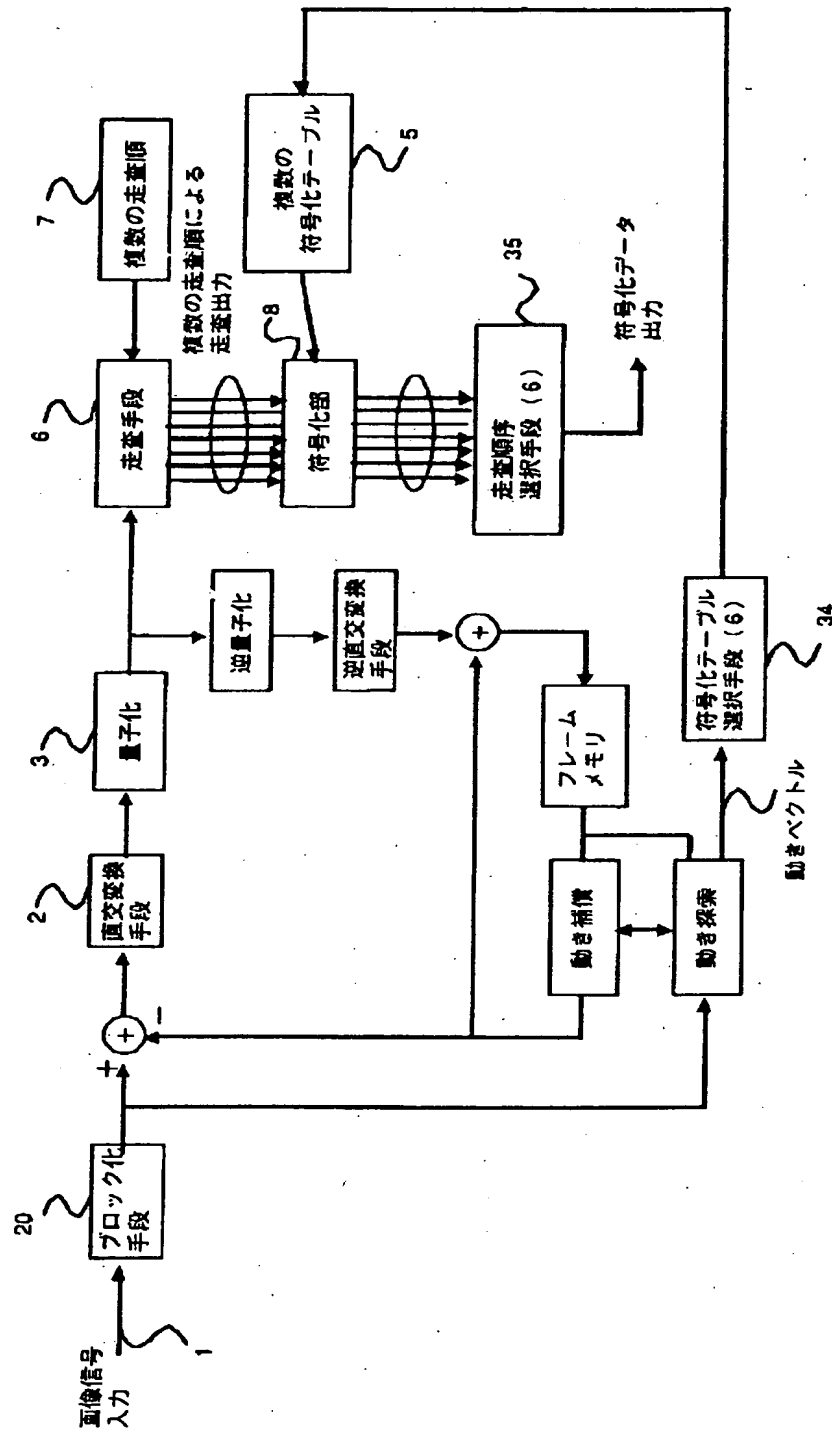 画像信号
入力
1
20
ブロック化
手段
+
−
+
2
直交変換
手段
3
量子化
逆量子化
逆直交変換
手段
+
フレーム
メモリ
動き補償
動き探索
動きベクトル
符号化テーブル
選択手段(6)
34
6
走査手段
7
複数の走査順
複数の走査順による
走査出力
8
符号化部
複数の
符号化テーブル
5
走査順序
選択手段(6)
35
符号化データ
出力